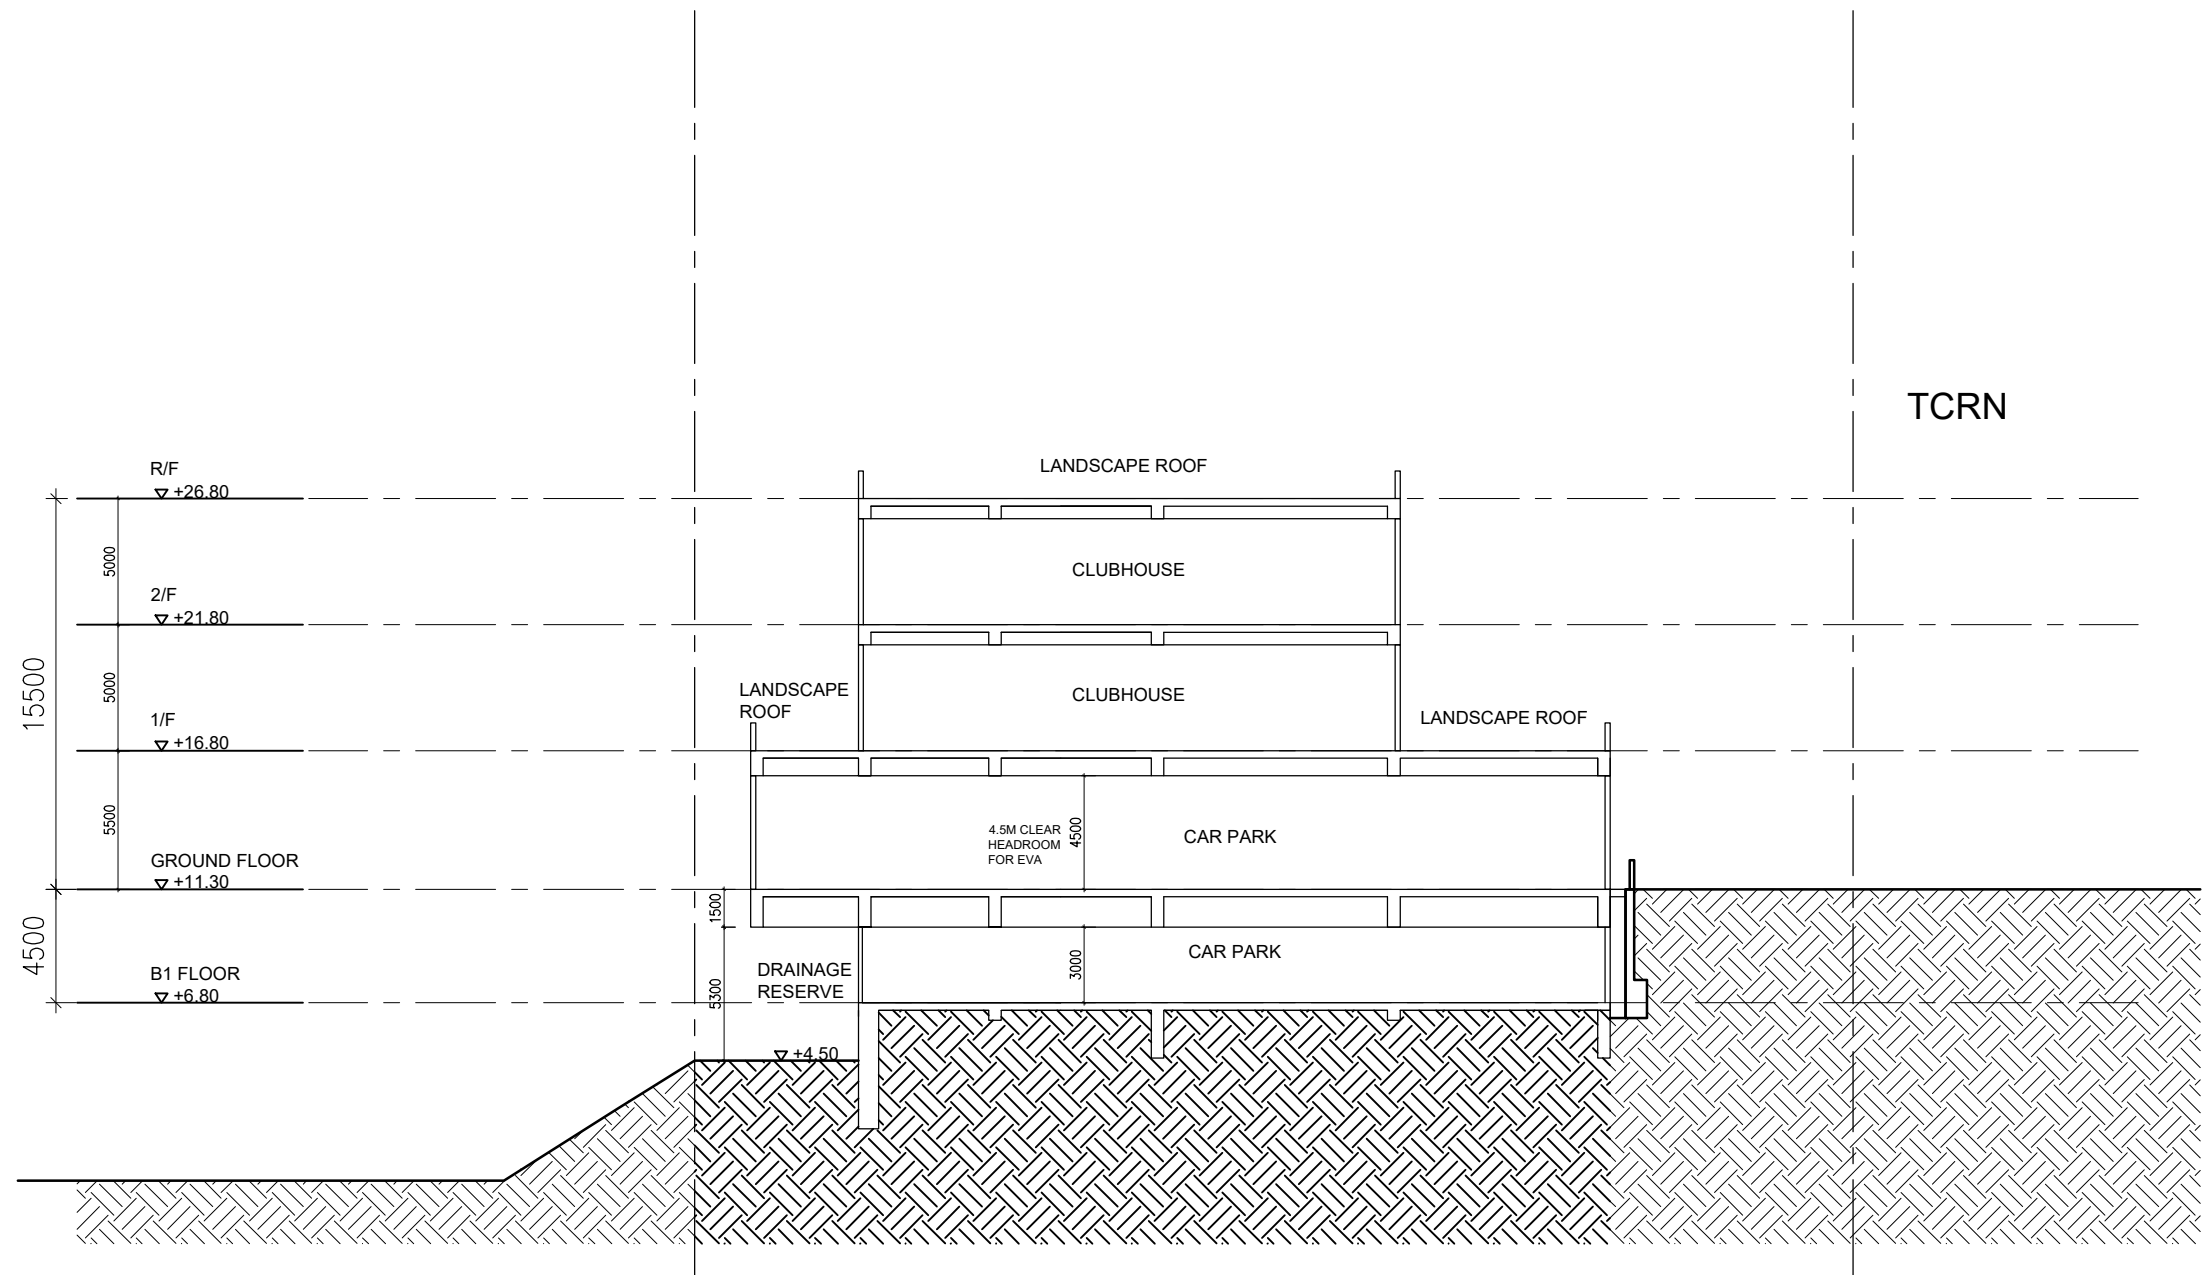 TCRN
R/F
+26.80
LANDSCAPE ROOF
5000
CLUBHOUSE
2/F
+21.80
15500
5000
CLUBHOUSE
LANDSCAPE
ROOF
1/F
+16.80
LANDSCAPE ROOF
5500
4.5M CLEAR
HEADROOM
FOR EVA
4500
CAR PARK
GROUND FLOOR
+11.30
1500
4500
CAR PARK
3000
B1 FLOOR
+6.80
DRAINAGE
RESERVE
5300
+4.50